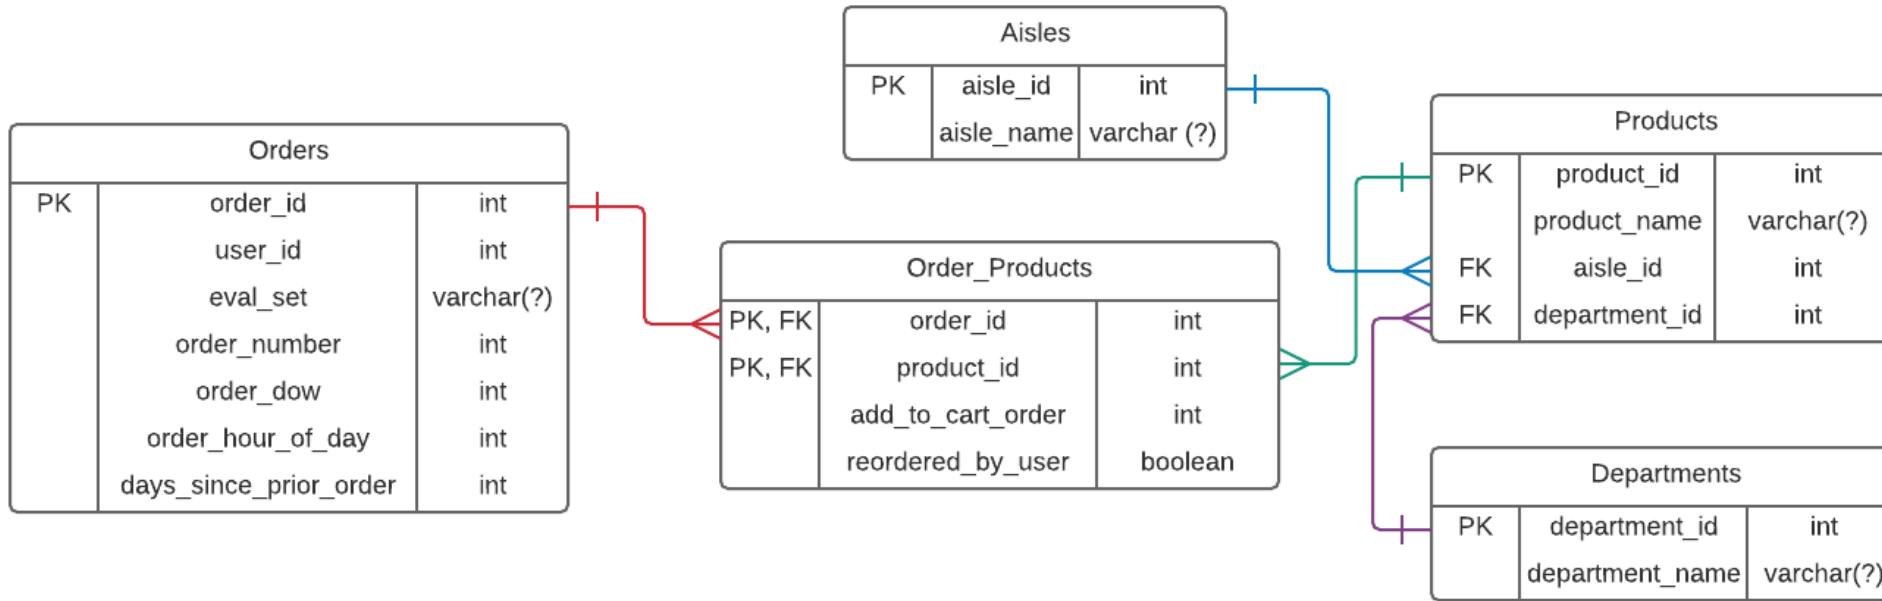 Orders
PK order_id int
user_id int
eval_set varchar(?)
order_number int
order_dow int
order_hour_of_day int
days_since_prior_order int
Aisles
PK aisle_id int
aisle_name varchar (?)
Order_Products
PK, FK order_id int
PK, FK product_id int
add_to_cart_order int
reordered_by_user boolean
Products
PK product_id int
product_name varchar(?)
FK aisle_id int
FK department_id int
Departments
PK department_id int
department_name varchar(?)